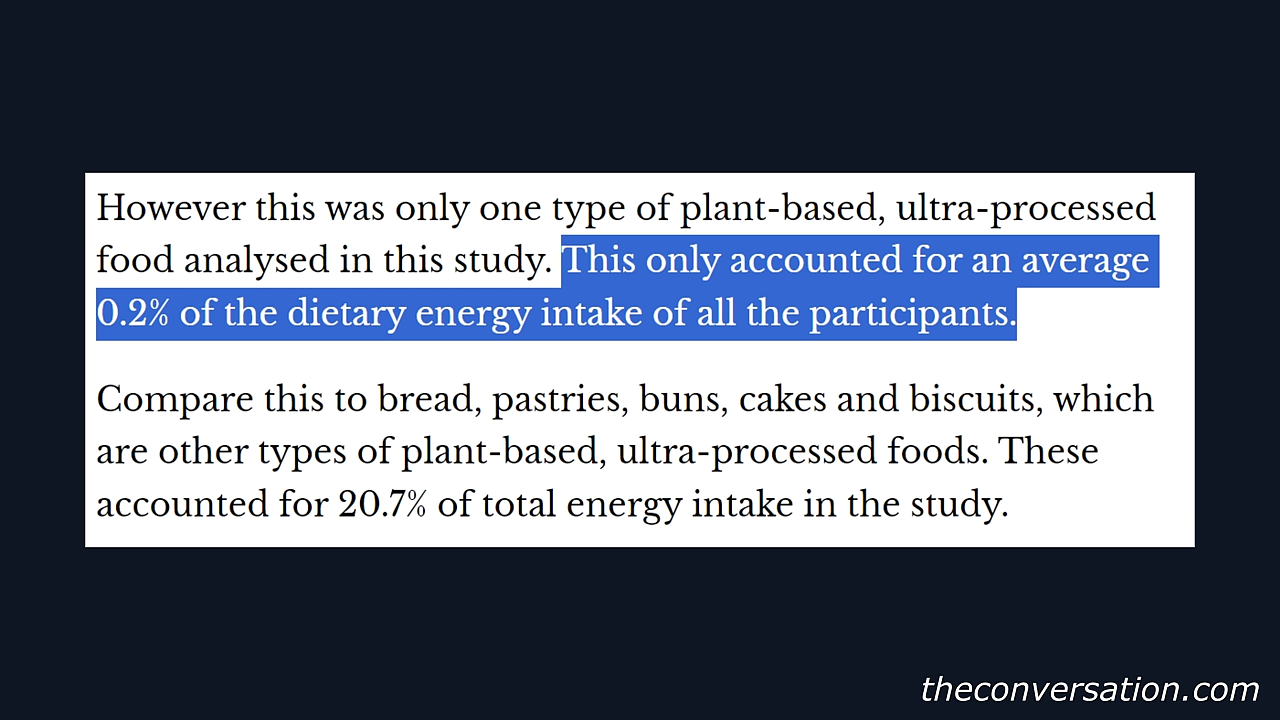 However this was only one type of plant-based, ultra-processed
food analysed in this study. This only accounted for an average
0.2% of the dietary energy intake of all the participants.
Compare this to bread, pastries, buns, cakes and biscuits, which
are other types of plant-based, ultra-processed foods. These
accounted for 20.7% of total energy intake in the study.
theconversation.com